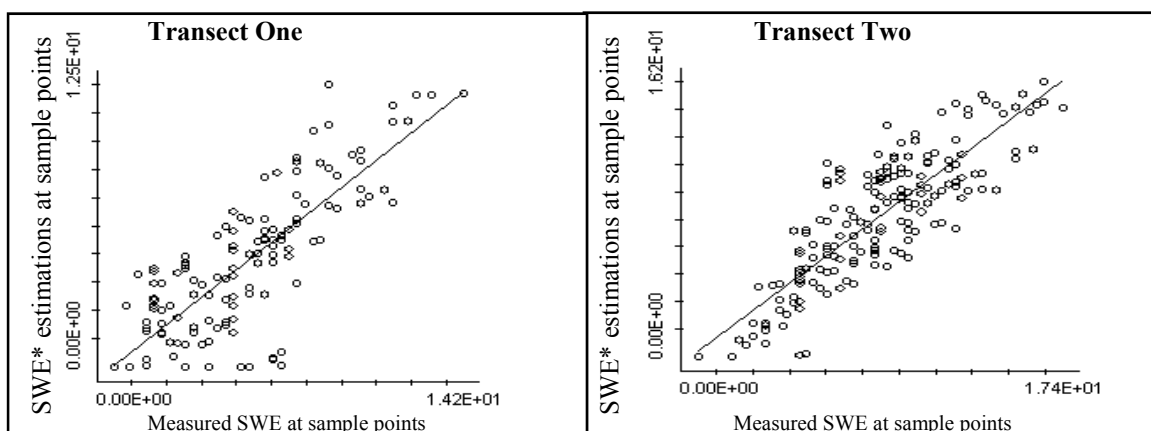 Transect One
SWE* estimations at sample points
1.25E+01
0.00E+00
0.00E+00
1.42E+01
Measured SWE at sample points
Transect Two
SWE* estimations at sample points
1.62E+01
0.00E+00
0.00E+00
1.74E+01
Measured SWE at sample points